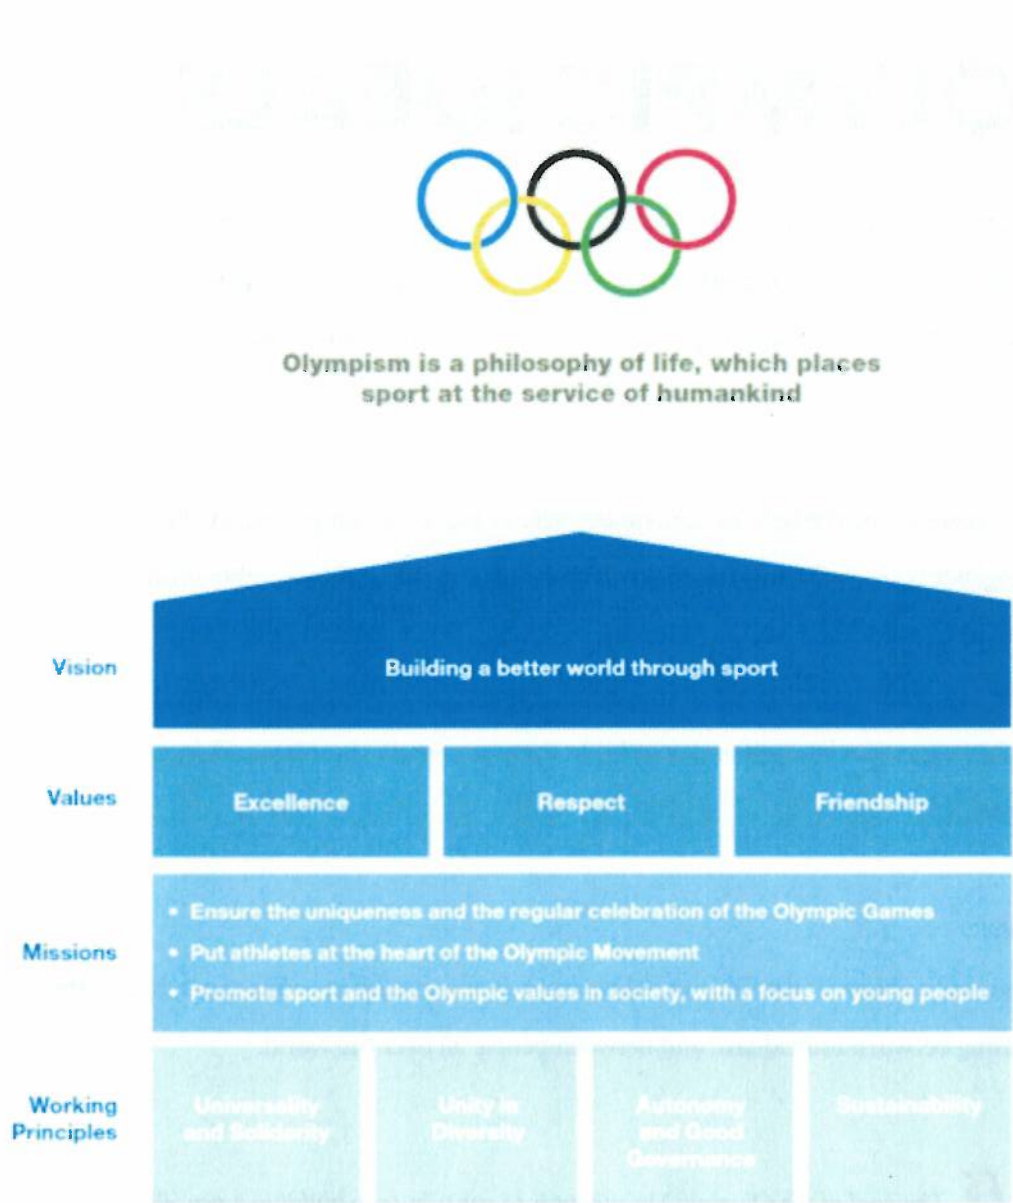 Olympism is a philosophy of life, which places
sport at the service of humankind
Vision
Building a better world through sport
Values
Excellence
Respect
Friendship
Missions
• Ensure the uniqueness and the regular celebration of the Olympic Games
• Put athletes at the heart of the Olympic Movement
• Promote sport and the Olympic values in society, with a focus on young people
Working
Principles
Universality
and Solidarity
Unity in
Diversity
Autonomy
and Good
Governance
Sustainability